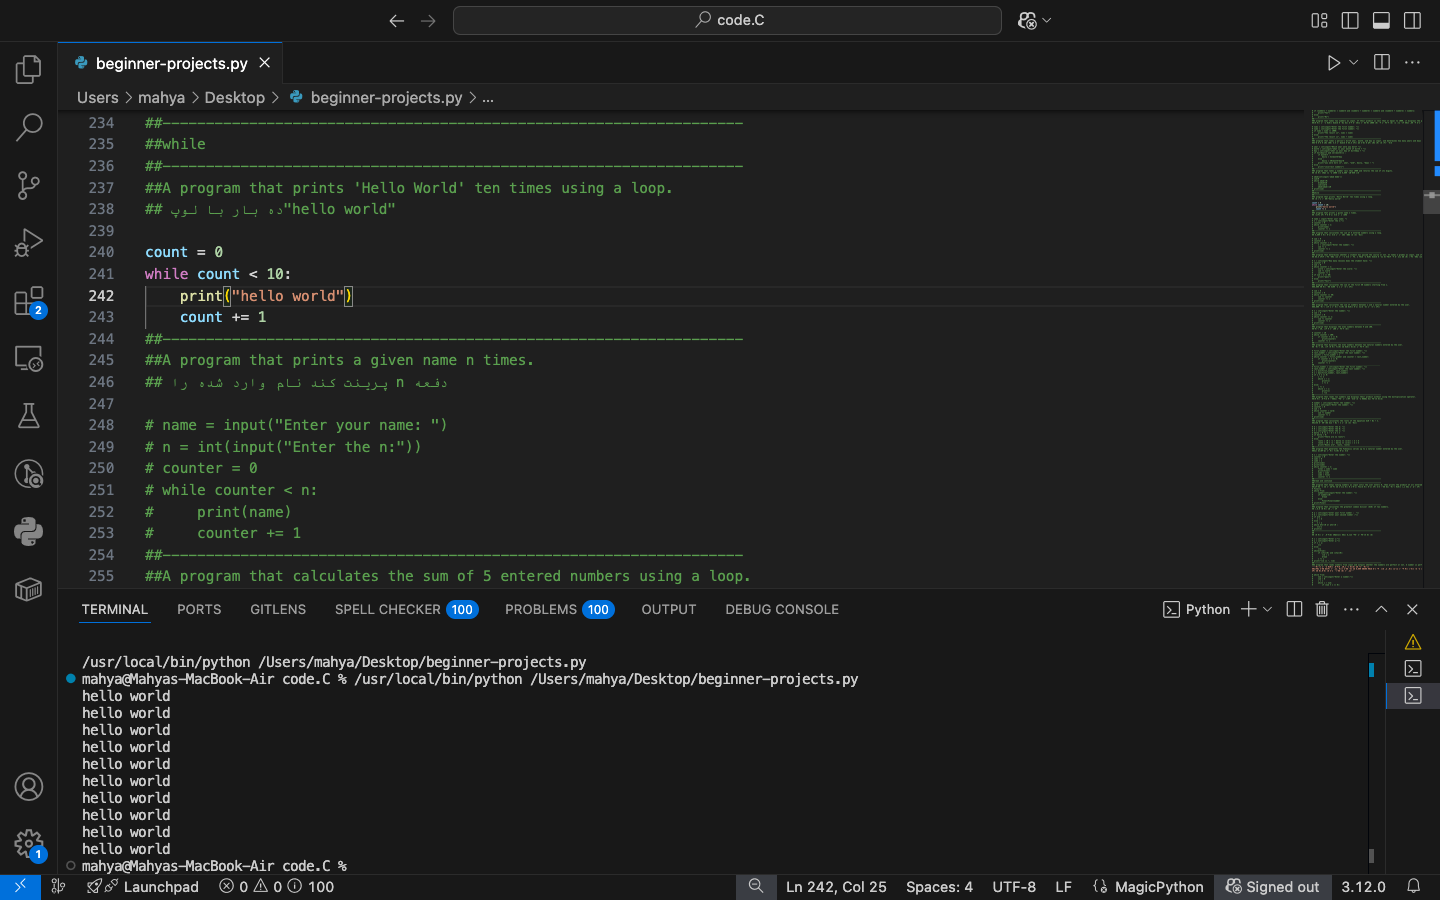 code.C
beginner-projects.py
Users > mahya > Desktop > beginner-projects.py > ...
234 ##-------------------------------------------------------------------
235 ##while
236 ##-------------------------------------------------------------------
237 ##A program that prints 'Hello World' ten times using a loop.
238 ## ده بار با لوپ"hello world"
239
240 count = 0
241 while count < 10:
242 print("hello world")
243 count += 1
244 ##-------------------------------------------------------------------
245 ##A program that prints a given name n times.
246 ## دفعه n پرینت کند نام وارد شده را
247
248 # name = input("Enter your name: ")
249 # n = int(input("Enter the n:"))
250 # counter = 0
251 # while counter < n:
252 # print(name)
253 # counter += 1
254 ##-------------------------------------------------------------------
255 ##A program that calculates the sum of 5 entered numbers using a loop.
2
1
TERMINAL PORTS GITLENS SPELL CHECKER 100 PROBLEMS 100 OUTPUT DEBUG CONSOLE Python
/usr/local/bin/python /Users/mahya/Desktop/beginner-projects.py
mahya@Mahyas-MacBook-Air code.C % /usr/local/bin/python /Users/mahya/Desktop/beginner-projects.py
hello world
hello world
hello world
hello world
hello world
hello world
hello world
hello world
hello world
hello world
mahya@Mahyas-MacBook-Air code.C %
Launchpad 0 0 100 Ln 242, Col 25 Spaces: 4 UTF-8 LF MagicPython Signed out 3.12.0